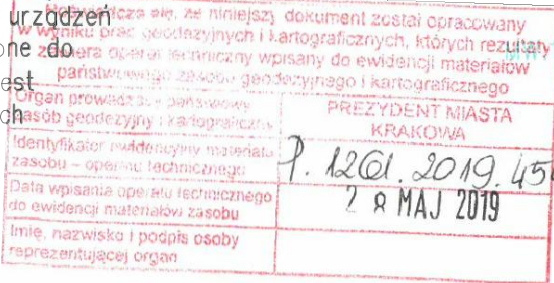 urządzeń
one do
est
ch
Poświadcza się, że niniejszy dokument został opracowany
w wyniku prac geodezyjnych i kartograficznych, których rezultaty
zawiera operat techniczny wpisany do ewidencji materiałów
państwowego zasobu geodezyjnego i kartograficznego
Organ prowadzący państwowy
zasób geodezyjny i kartograficzny
PREZYDENT MIASTA
KRAKOWA
Identyfikator ewidencyjny materiału
zasobu – operatu technicznego
P. 1261. 2019. 45
Data wpisania operatu technicznego
do ewidencji materiałów zasobu
28 MAJ 2019
Imię, nazwisko i podpis osoby
reprezentującej organ